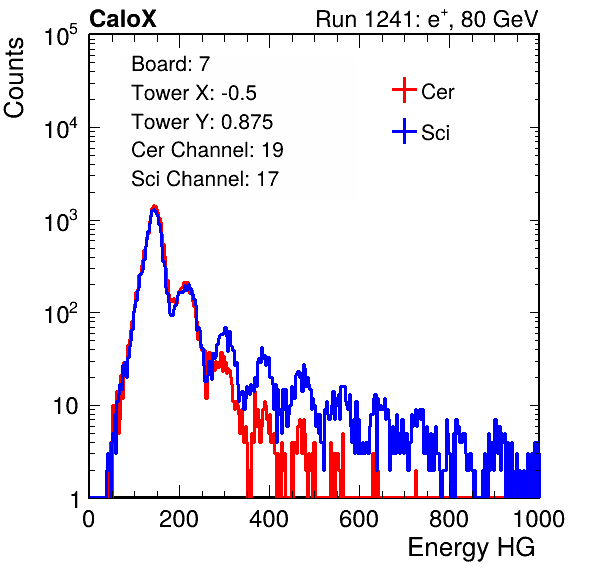 CaloX Run 1241: e⁺, 80 GeV
Counts
Board: 7
Tower X: -0.5
Tower Y: 0.875
Cer Channel: 19
Sci Channel: 17
Cer
Sci
10⁵
10⁴
10³
10²
10
1
0 200 400 600 800 1000
Energy HG